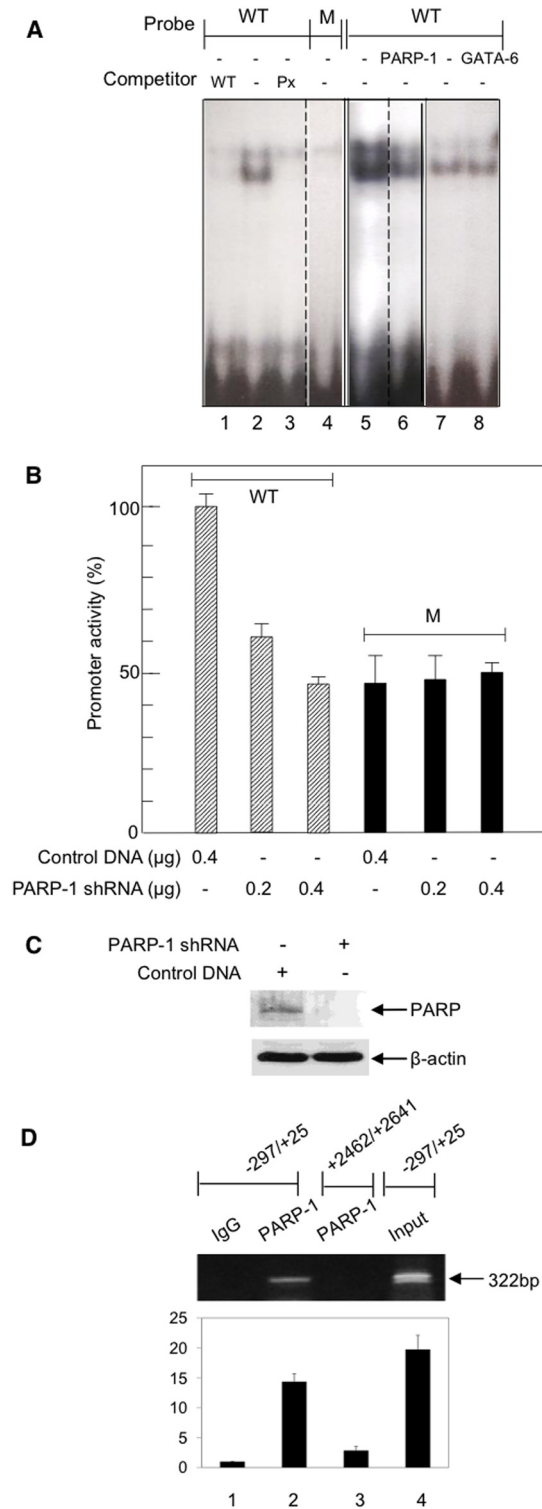 A
Probe WT M WT
- - - - - PARP-1 - GATA-6
Competitor WT - Px - - - - -
1 2 3 4 5 6 7 8
B
WT
M
Promoter activity (%)
100
50
0
Control DNA (µg) 0.4 - - 0.4 - -
PARP-1 shRNA (µg) - 0.2 0.4 - 0.2 0.4
C
PARP-1 shRNA - +
Control DNA + -
PARP
β-actin
D
-297/+25 +2462/+2641 -297/+25
IgG PARP-1 PARP-1 Input
322bp
25
20
15
10
5
0
1 2 3 4